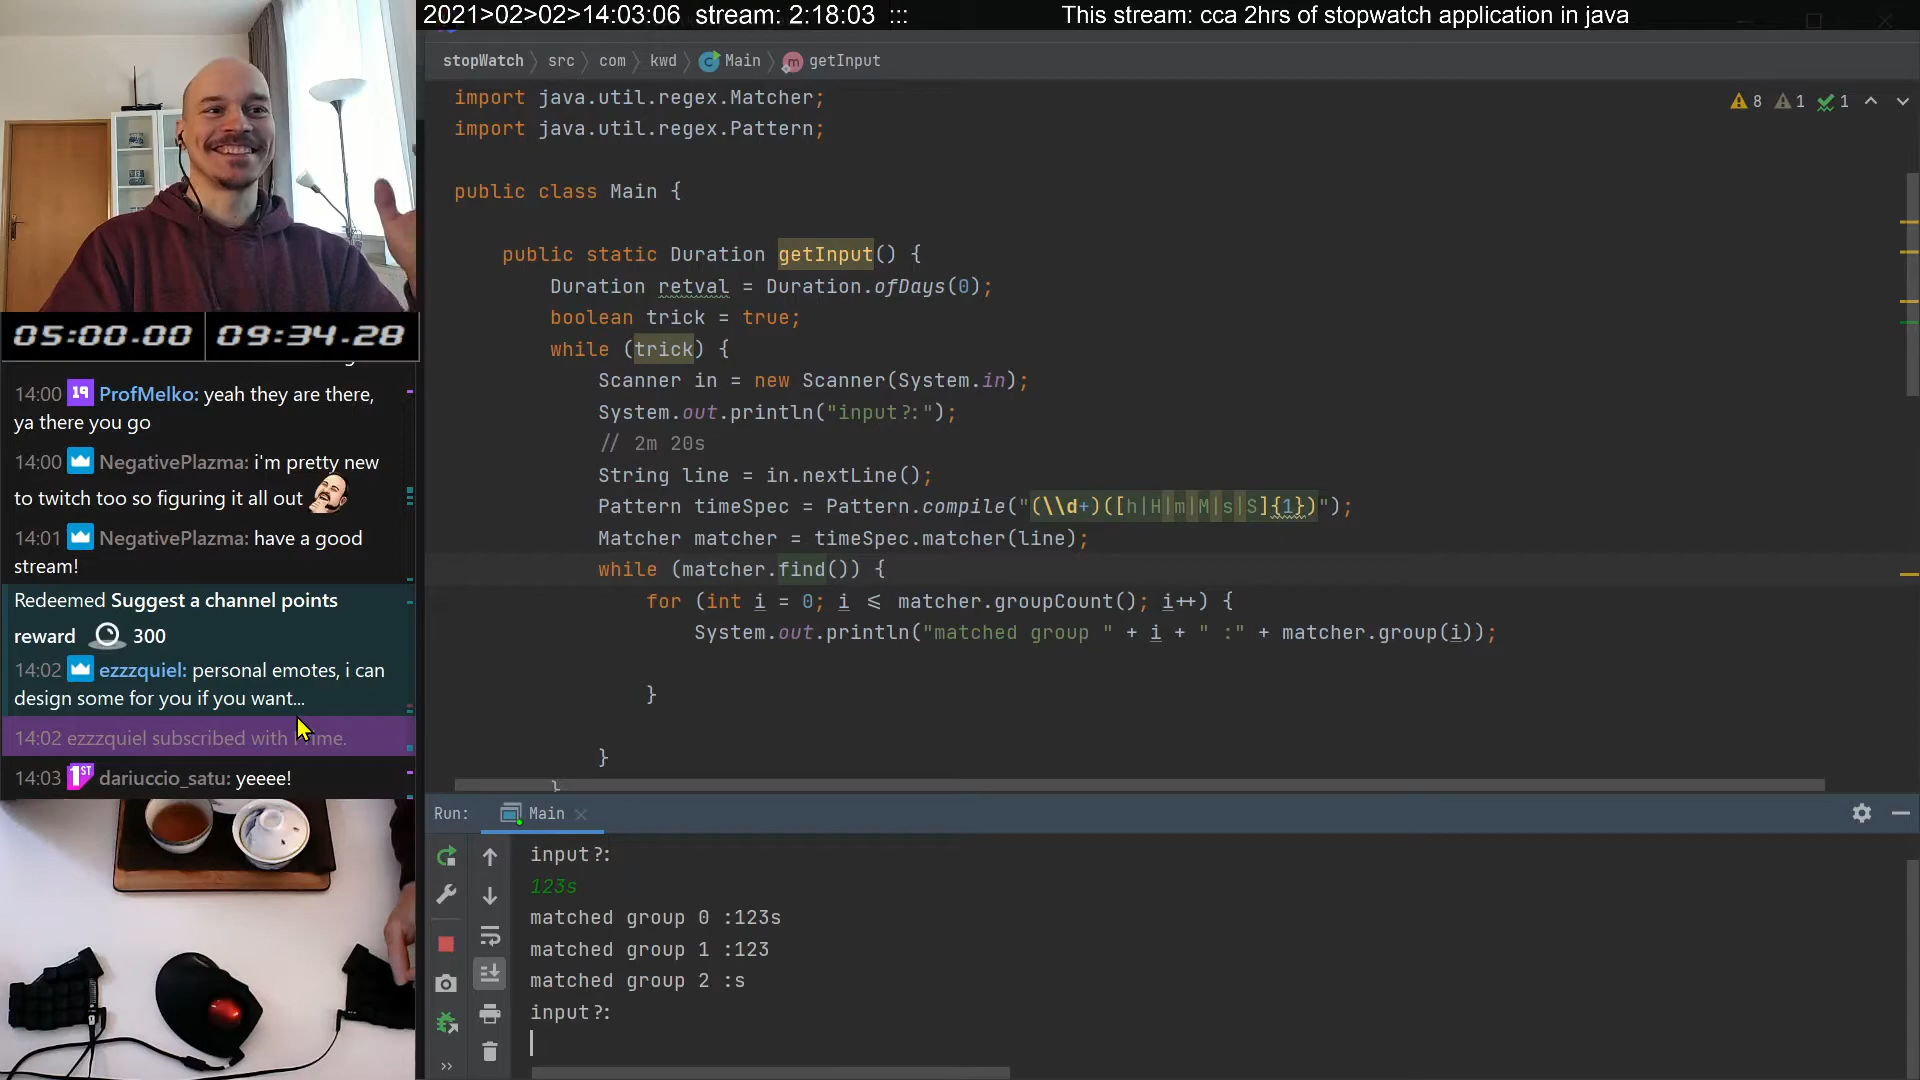 2021>02>02>14:03:06 stream: 2:18:03 ::: This stream: cca 2hrs of stopwatch application in java
stopWatch src com kwd Main getInput
import java.util.regex.Matcher;
import java.util.regex.Pattern;
8 1 1
public class Main {
public static Duration getInput() {
Duration retval = Duration.ofDays(0);
boolean trick = true;
while (trick) {
Scanner in = new Scanner(System.in);
System.out.println("input?:");
// 2m 20s
String line = in.nextLine();
Pattern timeSpec = Pattern.compile("(\\d+)([h|H|m|M|s|S]{1})");
Matcher matcher = timeSpec.matcher(line);
while (matcher.find()) {
for (int i = 0; i ≤ matcher.groupCount(); i++) {
System.out.println("matched group " + i + " :" + matcher.group(i));
}
}
}
05:00.00 09:34.28
14:00 19 ProfMelko: yeah they are there,
ya there you go
14:00 NegativePlazma: i'm pretty new
to twitch too so figuring it all out
14:01 NegativePlazma: have a good
stream!
Redeemed Suggest a channel points
reward 300
14:02 ezzzquiel: personal emotes, i can
design some for you if you want...
14:02 ezzzquiel subscribed with Prime.
14:03 1ST dariuccio_satu: yeeee!
Run: Main
input?:
123s
matched group 0 :123s
matched group 1 :123
matched group 2 :s
input?: